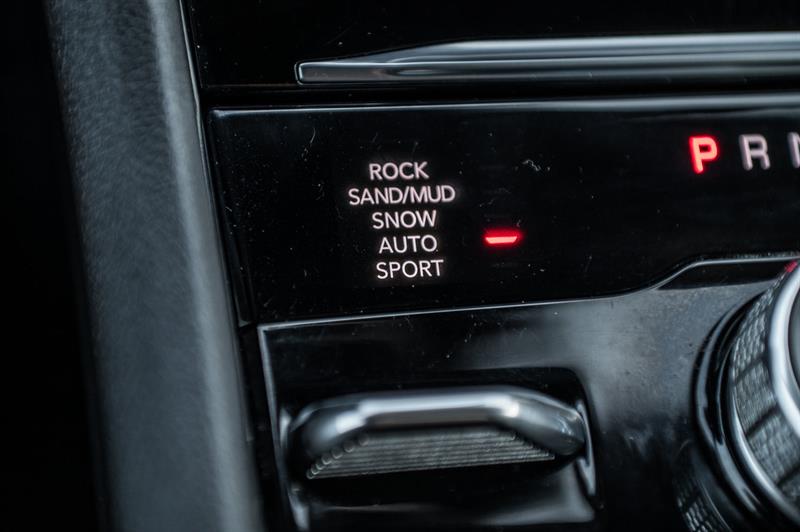 ROCK
SAND/MUD
SNOW
AUTO
SPORT
P R N